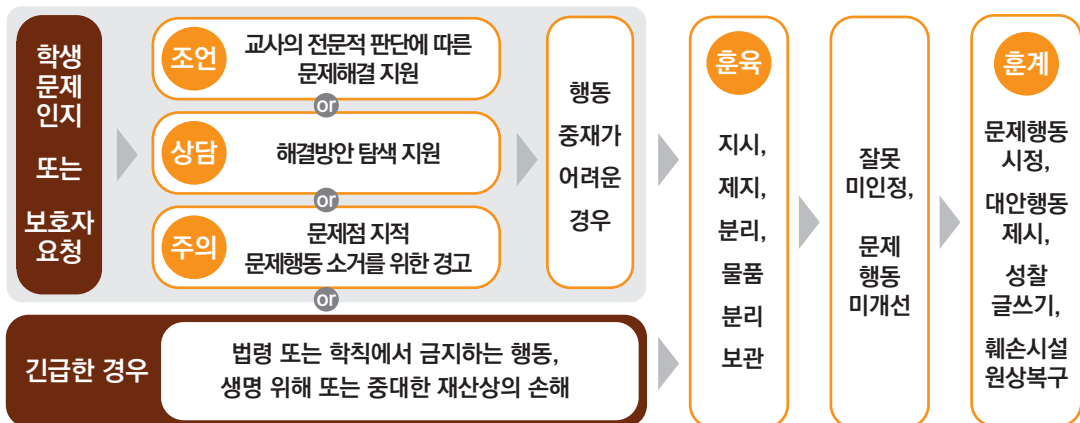 학생
문제
인지
또는
보호자
요청
조언
교사의 전문적 판단에 따른
문제해결 지원
or
상담
해결방안 탐색 지원
or
주의
문제점 지적
문제행동 소거를 위한 경고
or
행동
중재가
어려운
경우
긴급한 경우
법령 또는 학칙에서 금지하는 행동,
생명 위해 또는 중대한 재산상의 손해
훈육
지시,
제지,
분리,
물품
분리
보관
잘못
미인정,
문제
행동
미개선
훈계
문제행동
시정,
대안행동
제시,
성찰
글쓰기,
훼손시설
원상복구